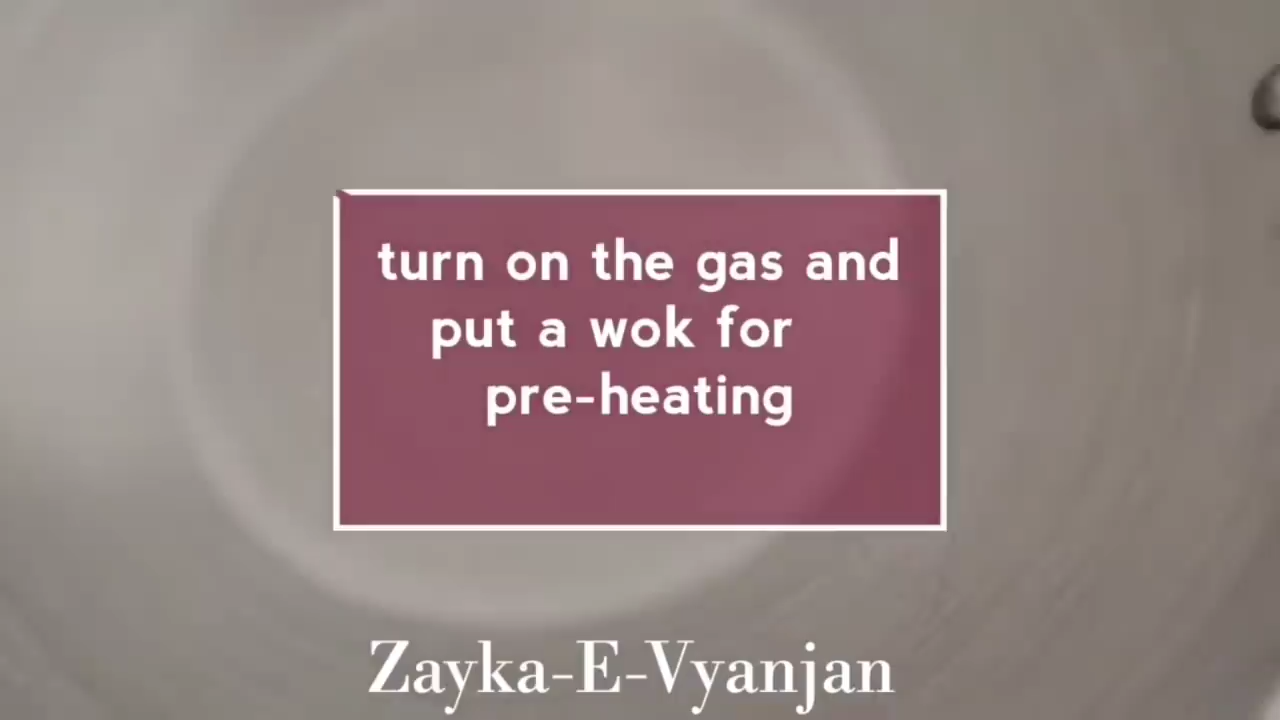 turn on the gas and
put a wok for
pre-heating
Zayka-E-Vyanjan